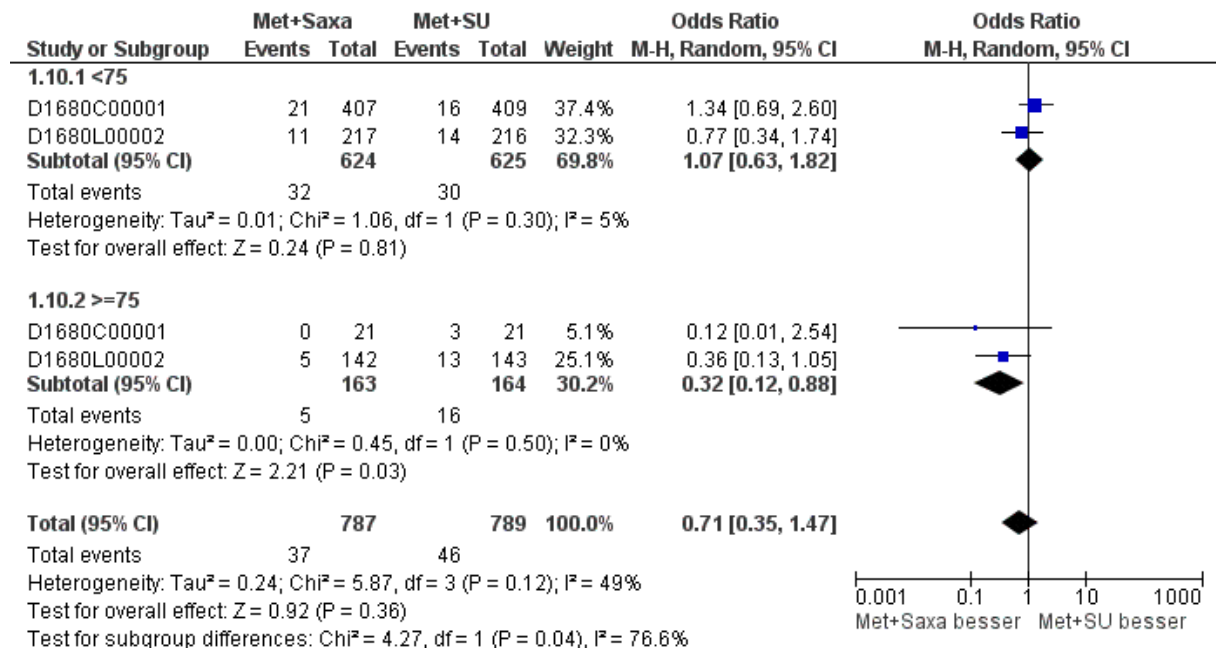 Met+Saxa Met+SU Odds Ratio Odds Ratio
Study or Subgroup Events Total Events Total Weight M-H, Random, 95% CI M-H, Random, 95% CI
1.10.1 <75
D1680C00001 21 407 16 409 37.4% 1.34 [0.69, 2.60]
D1680L00002 11 217 14 216 32.3% 0.77 [0.34, 1.74]
Subtotal (95% CI) 624 625 69.8% 1.07 [0.63, 1.82]
Total events 32 30
Heterogeneity: Tau² = 0.01; Chi² = 1.06, df = 1 (P = 0.30); I² = 5%
Test for overall effect: Z = 0.24 (P = 0.81)
1.10.2 >=75
D1680C00001 0 21 3 21 5.1% 0.12 [0.01, 2.54]
D1680L00002 5 142 13 143 25.1% 0.36 [0.13, 1.05]
Subtotal (95% CI) 163 164 30.2% 0.32 [0.12, 0.88]
Total events 5 16
Heterogeneity: Tau² = 0.00; Chi² = 0.45, df = 1 (P = 0.50); I² = 0%
Test for overall effect: Z = 2.21 (P = 0.03)
Total (95% CI) 787 789 100.0% 0.71 [0.35, 1.47]
Total events 37 46
Heterogeneity: Tau² = 0.24; Chi² = 5.87, df = 3 (P = 0.12); I² = 49%
Test for overall effect: Z = 0.92 (P = 0.36)
Test for subgroup differences: Chi² = 4.27, df = 1 (P = 0.04), I² = 76.6%
0.001 0.1 1 10 1000
Met+Saxa besser Met+SU besser